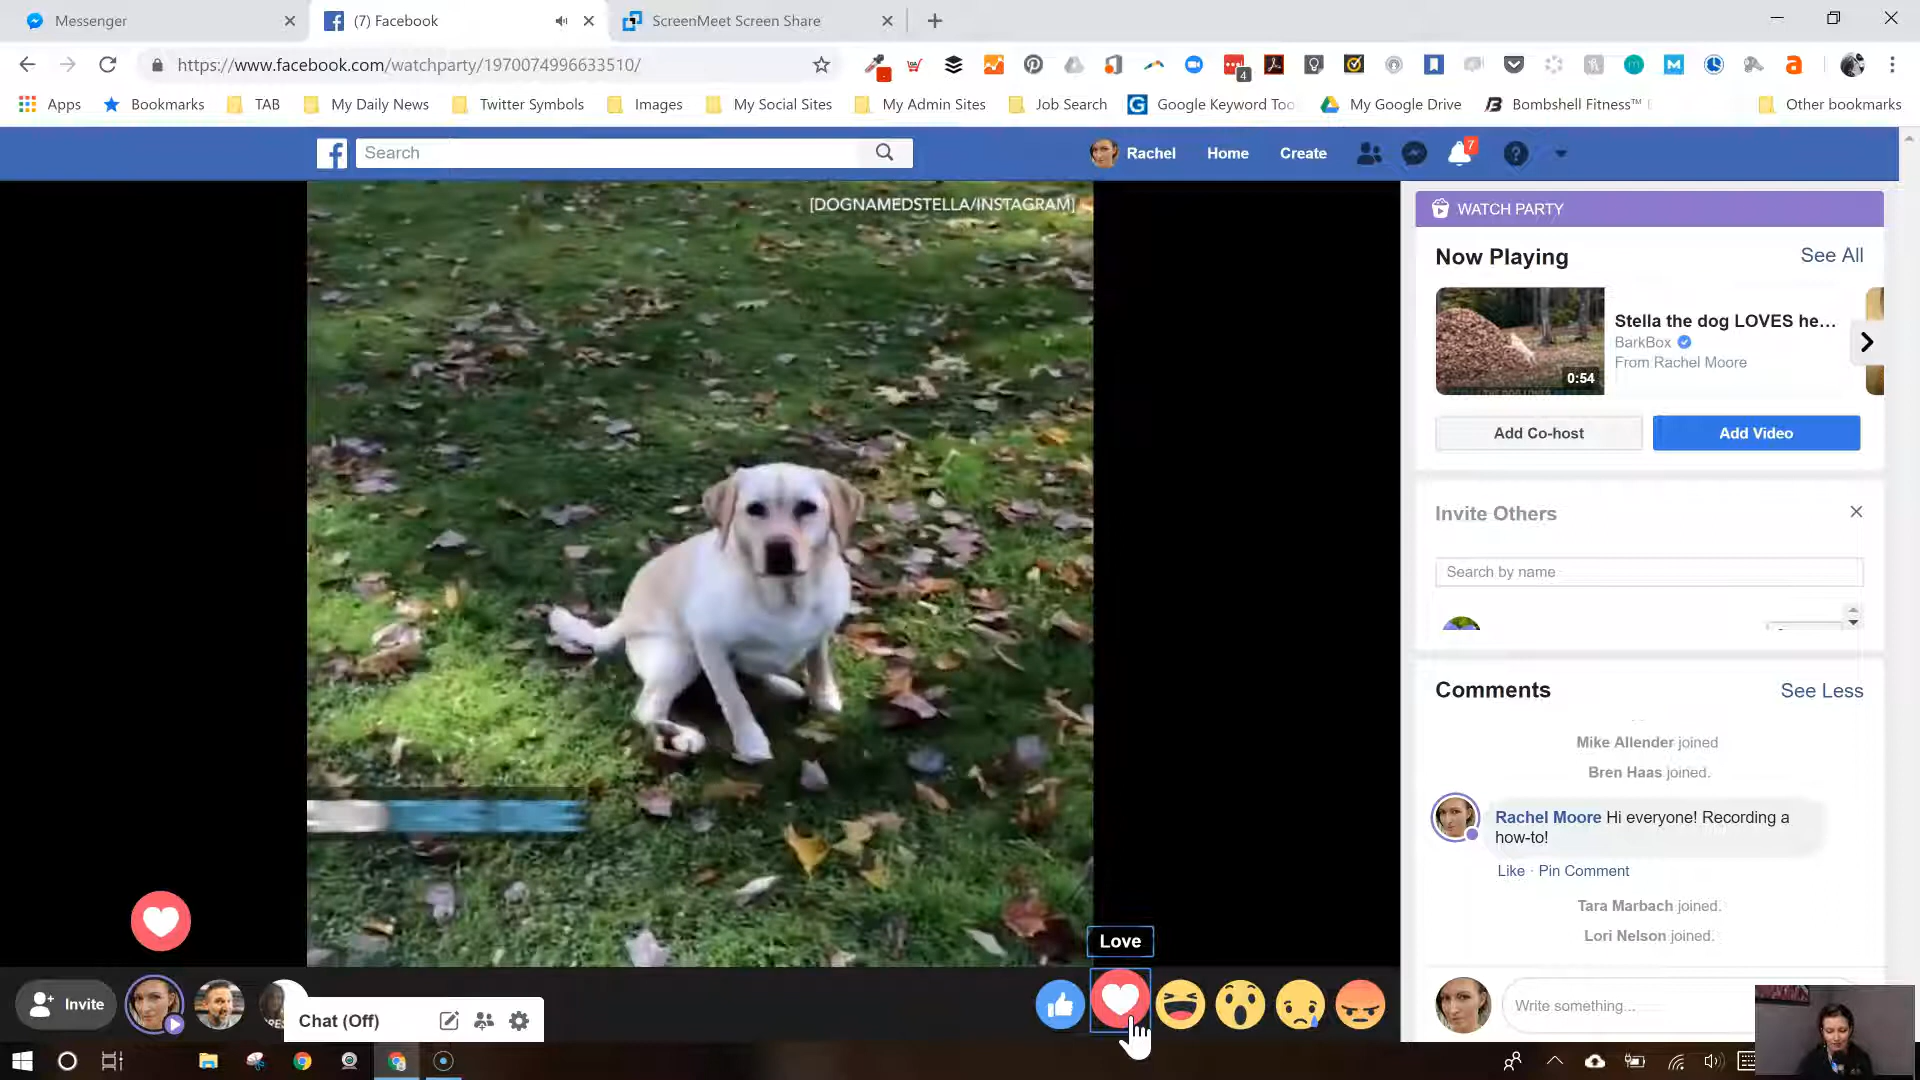 Messenger
(7) Facebook
ScreenMeet Screen Share
https://www.facebook.com/watchparty/1970074996633510/
4
Apps
Bookmarks
TAB
My Daily News
Twitter Symbols
Images
My Social Sites
My Admin Sites
Job Search
Google Keyword Too
My Google Drive
Bombshell Fitness™
Other bookmarks
Search
Rachel
Home
Create
7
[DOGNAMEDSTELLA/INSTAGRAM]
WATCH PARTY
Now Playing
See All
Stella the dog LOVES he...
BarkBox
From Rachel Moore
0:54
Add Co-host
Add Video
Invite Others
Search by name
Comments
See Less
Mike Allender joined
Bren Haas joined.
Rachel Moore Hi everyone! Recording a
how-to!
Like · Pin Comment
Tara Marbach joined.
Lori Nelson joined.
Write something...
Love
Invite
Chat (Off)